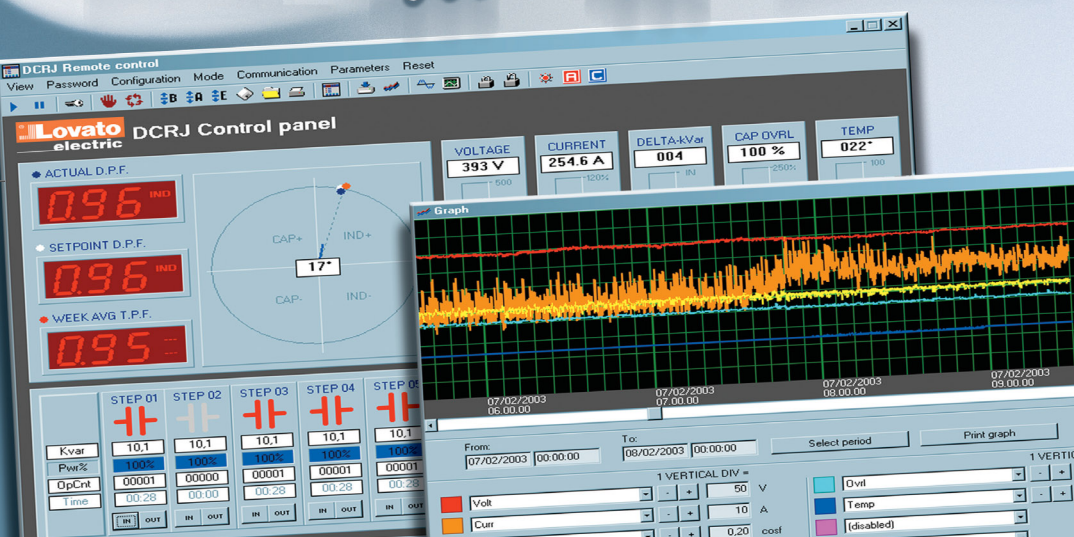 DCRJ Remote control
View Password Configuration Mode Communication Parameters Reset
B A E A C
Lovato electric DCRJ Control panel
ACTUAL D.P.F.
0.96 IND
SETPOINT D.P.F.
0.96 IND
WEEK AVG T.P.F.
0.95
CAP+ IND+
17°
CAP- IND-
VOLTAGE CURRENT DELTA-kVar CAP OVRL TEMP
393 V 254.6 A 004 100 % 022°
500 120% IN 250% 100
STEP 01 STEP 02 STEP 03 STEP 04 STEP 05
Kvar 10,1 10,1 10,1 10,1 10,1
Pwr% 100% 100% 100% 100% 100%
OpCnt 00001 00000 00001 00001 00001
Time 00:28 00:00 00:28 00:28 00:28
IN OUT IN OUT IN OUT IN OUT IN OUT
Graph
07/02/2003 07/02/2003 07/02/2003 07/02/2003
06.00.00 07.00.00 08.00.00 09.00.00
From: To:
07/02/2003 00:00:00 08/02/2003 00:00:00 Select period Print graph
1 VERTICAL DIV =
Volt - + 50 V
Curr - + 10 A
- + 0,20 cosf
Ovrl - +
Temp - +
(disabled)